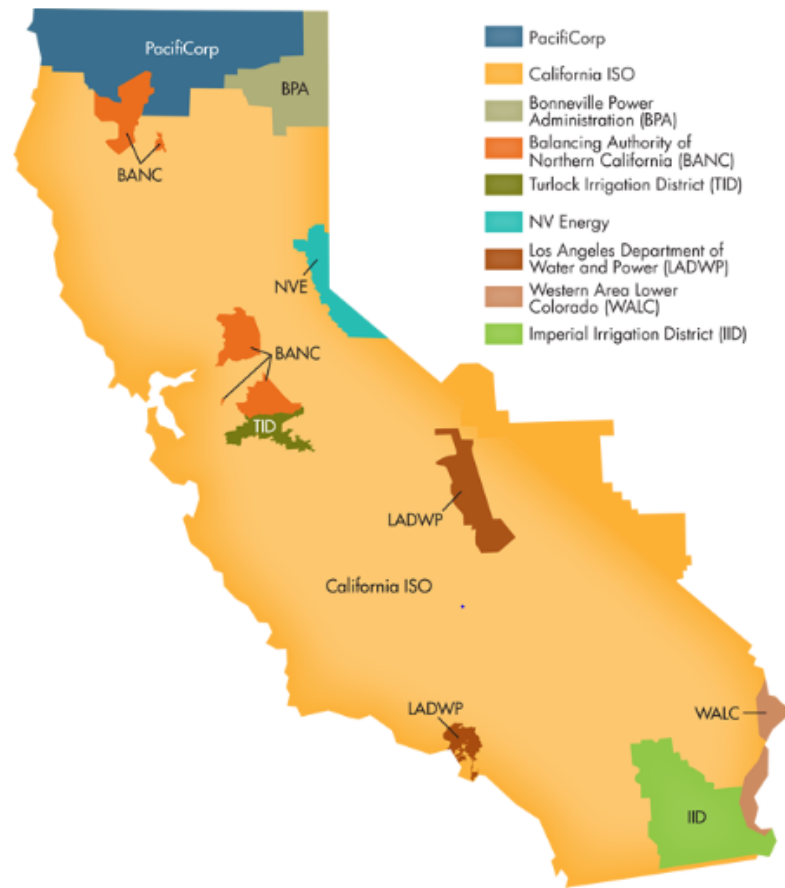 PacifiCorp
BPA
BANC
NVE
BANC
TID
LADWP
California ISO
LADWP
WALC
IID
PacifiCorp
California ISO
Bonneville Power
Administration (BPA)
Balancing Authority of
Northern California (BANC)
Turlock Irrigation District (TID)
NV Energy
Los Angeles Department of
Water and Power (LADWP)
Western Area Lower
Colorado (WALC)
Imperial Irrigation District (IID)